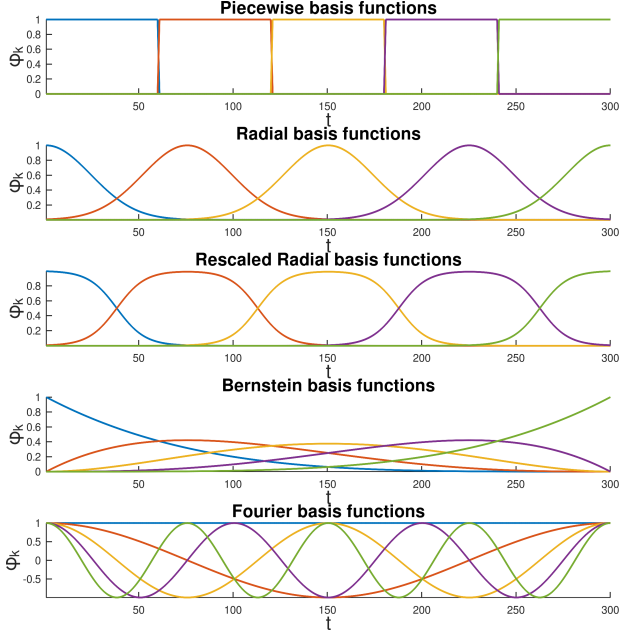 Piecewise basis functions
1
0.8
0.6
0.4
0.2
0
φk
50 100 150 200 250 300
t
Radial basis functions
1
0.8
0.6
0.4
0.2
φk
50 100 150 200 250 300
t
Rescaled Radial basis functions
0.8
0.6
0.4
0.2
φk
50 100 150 200 250 300
t
Bernstein basis functions
1
0.8
0.6
0.4
0.2
0
φk
50 100 150 200 250 300
t
Fourier basis functions
1
0.5
0
-0.5
φk
50 100 150 200 250 300
t